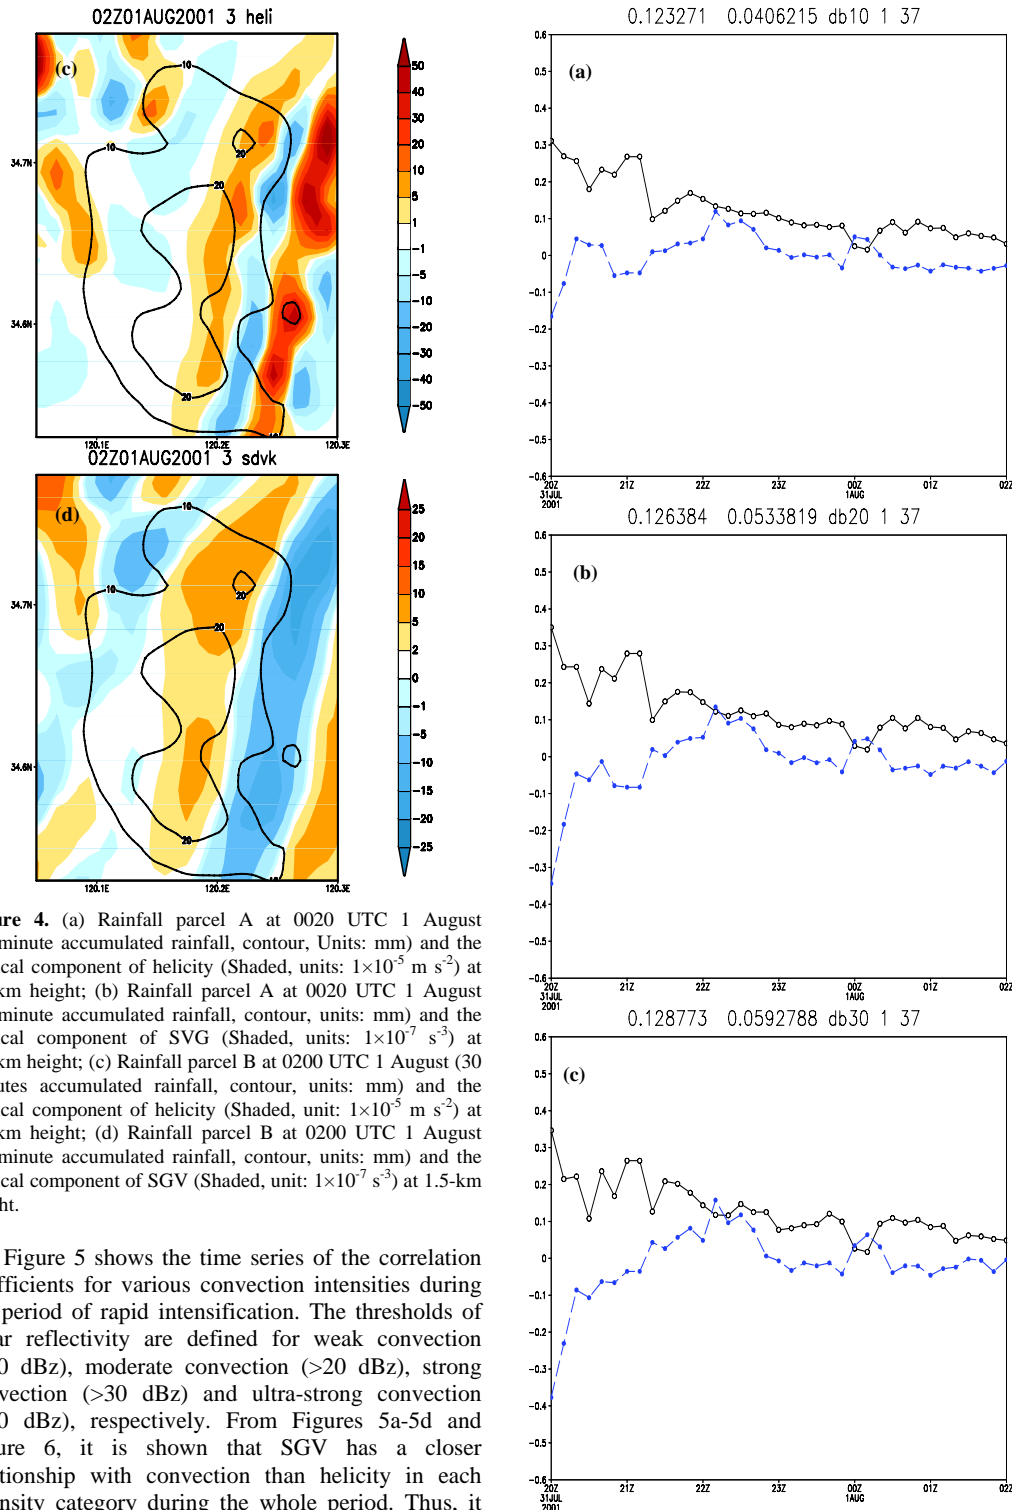 02Z01AUG2001 3 heli
(c)
10
10
20
20
20
10
34.7N
34.6N
120.1E
120.2E
120.3E
50
40
30
20
10
5
1
-1
-5
-10
-20
-30
-40
-50
02Z01AUG2001 3 sdvk
(d)
10
10
20
20
20
10
34.7N
34.6N
120.1E
120.2E
120.3E
25
20
15
10
5
2
0
-1
-5
-10
-15
-20
-25
ure 4. (a) Rainfall parcel A at 0020 UTC 1 August
minute accumulated rainfall, contour, Units: mm) and the
ical component of helicity (Shaded, units: 1×10-5 m s-2) at
km height; (b) Rainfall parcel A at 0020 UTC 1 August
minute accumulated rainfall, contour, units: mm) and the
ical component of SVG (Shaded, units: 1×10-7 s-3) at
km height; (c) Rainfall parcel B at 0200 UTC 1 August (30
utes accumulated rainfall, contour, units: mm) and the
ical component of helicity (Shaded, unit: 1×10-5 m s-2) at
km height; (d) Rainfall parcel B at 0200 UTC 1 August
minute accumulated rainfall, contour, units: mm) and the
ical component of SGV (Shaded, unit: 1×10-7 s-3) at 1.5-km
ht.
Figure 5 shows the time series of the correlation
fficients for various convection intensities during
period of rapid intensification. The thresholds of
ar reflectivity are defined for weak convection
0 dBz), moderate convection (>20 dBz), strong
vection (>30 dBz) and ultra-strong convection
0 dBz), respectively. From Figures 5a-5d and
ure 6, it is shown that SGV has a closer
tionship with convection than helicity in each
nsity category during the whole period. Thus, it
0.123271 0.0406215 db10 1 37
(a)
0.6
0.5
0.4
0.3
0.2
0.1
0
-0.1
-0.2
-0.3
-0.4
-0.5
-0.6
20Z 21Z 22Z 23Z 00Z 01Z 02Z
31JUL 1AUG
2001
0.126384 0.0533819 db20 1 37
(b)
0.6
0.5
0.4
0.3
0.2
0.1
0
-0.1
-0.2
-0.3
-0.4
-0.5
-0.6
20Z 21Z 22Z 23Z 00Z 01Z 02Z
31JUL 1AUG
2001
0.128773 0.0592788 db30 1 37
(c)
0.6
0.5
0.4
0.3
0.2
0.1
0
-0.1
-0.2
-0.3
-0.4
-0.5
-0.6
20Z 21Z 22Z 23Z 00Z 01Z 02Z
31JUL 1AUG
2001